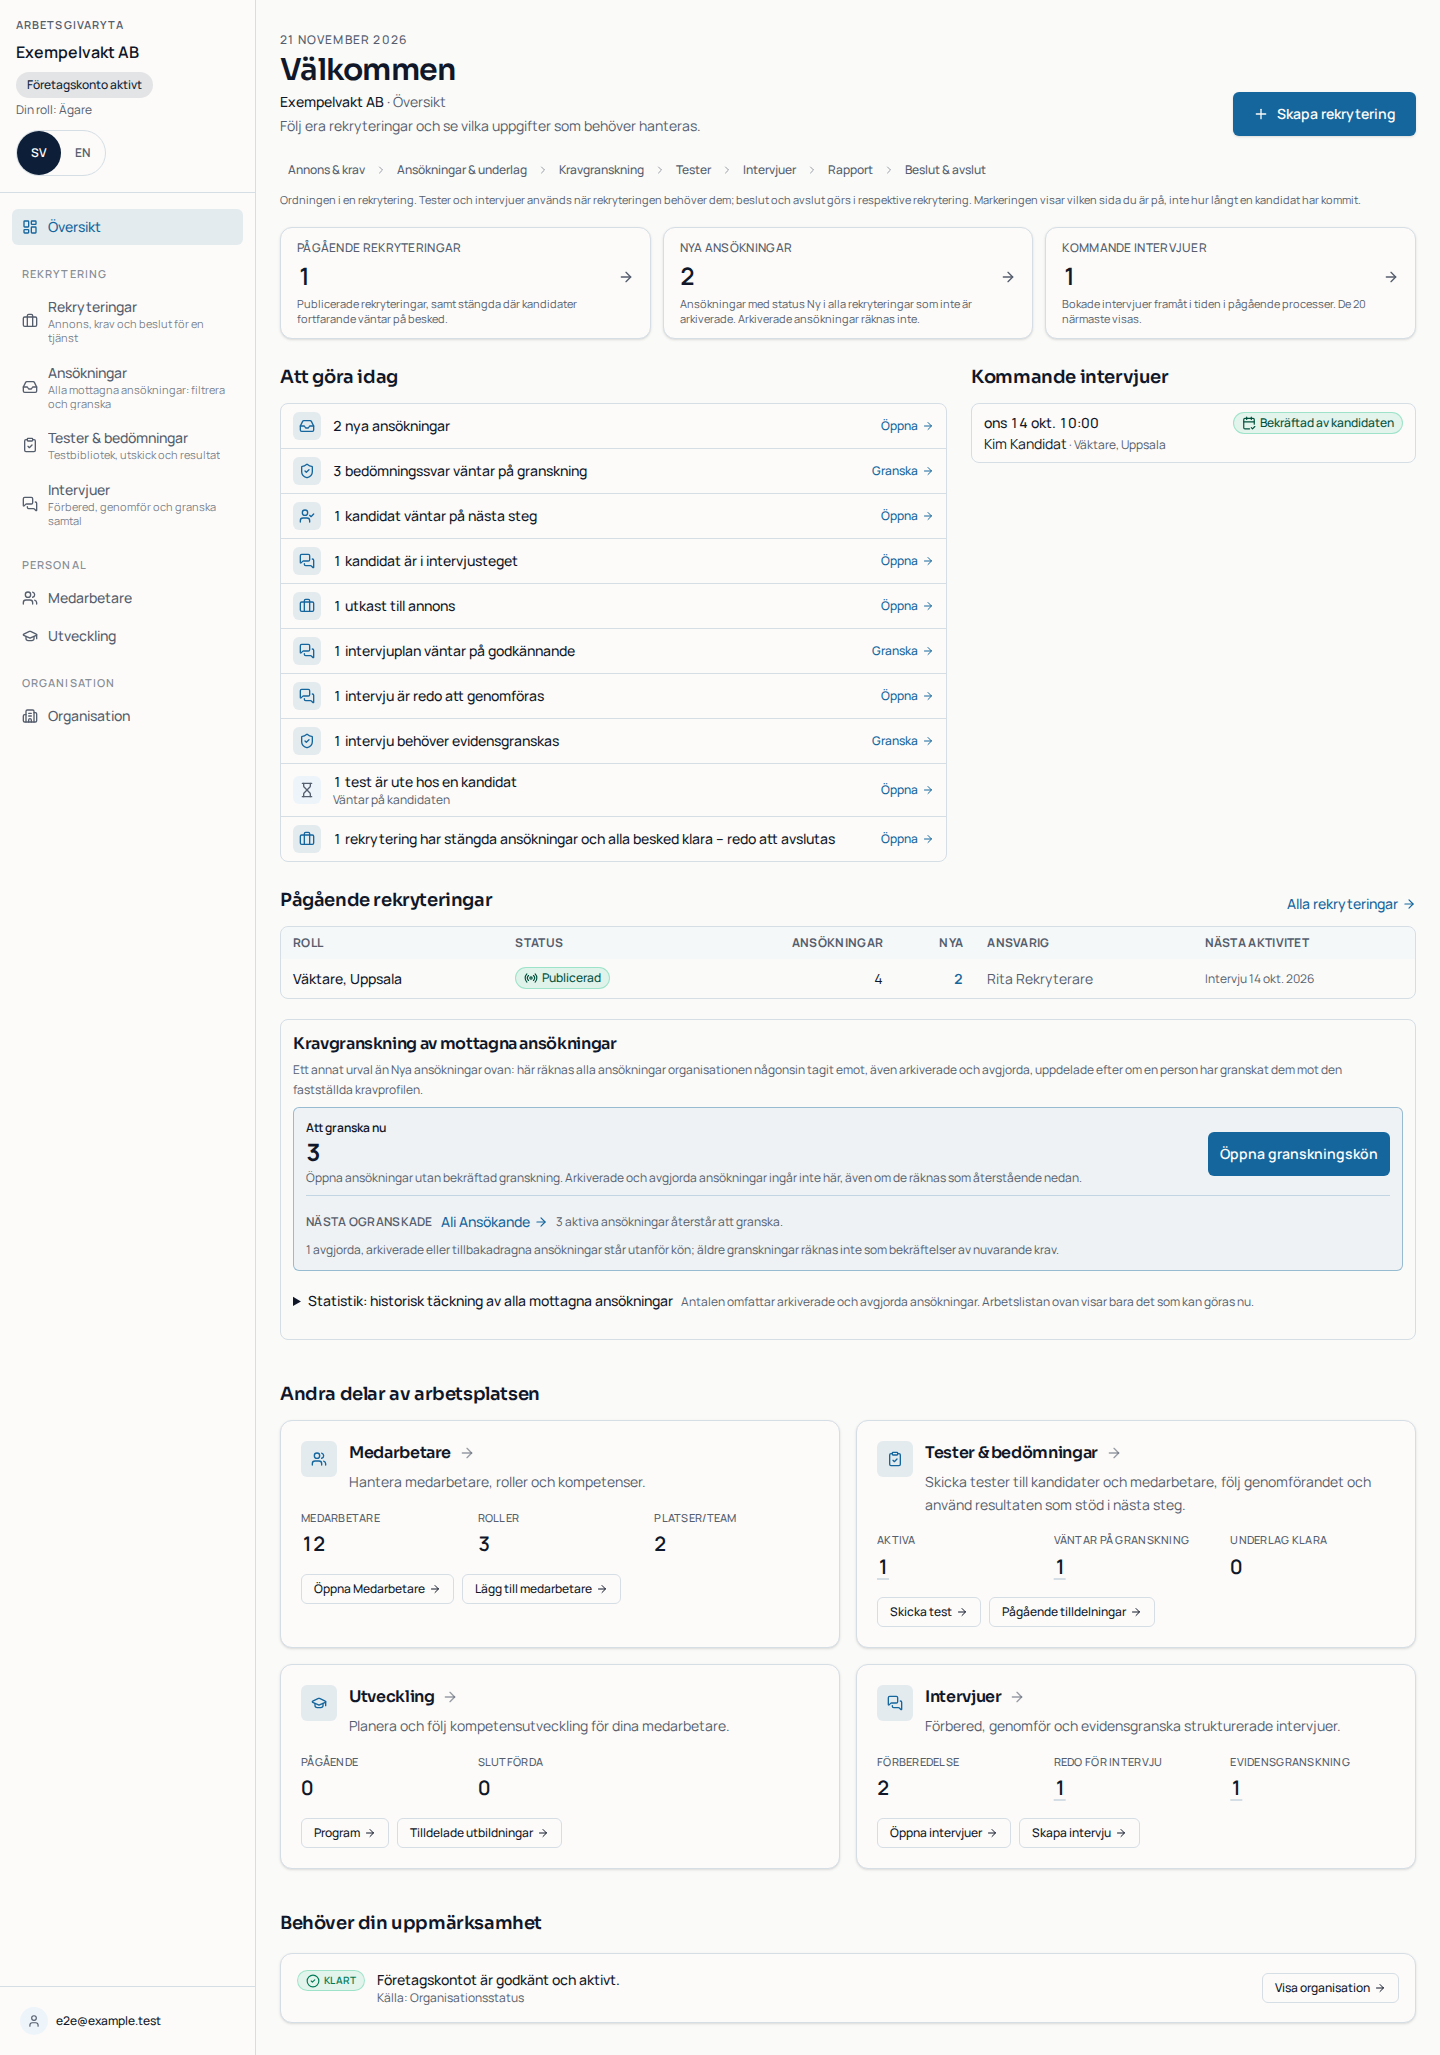 ARBETSGIVARYTA
Exempelvakt AB
Företagskonto aktivt
Din roll: Ägare
SV EN
Översikt
REKRYTERING
Rekryteringar
Annons, krav och beslut för en
tjänst
Ansökningar
Alla mottagna ansökningar: filtrera
och granska
Tester & bedömningar
Testbibliotek, utskick och resultat
Intervjuer
Förbered, genomför och granska
samtal
PERSONAL
Medarbetare
Utveckling
ORGANISATION
Organisation
e2e@example.test
21 NOVEMBER 2026
Välkommen
Exempelvakt AB · Översikt
Följ era rekryteringar och se vilka uppgifter som behöver hanteras.
Skapa rekrytering
Annons & krav Ansökningar & underlag Kravgranskning Tester Intervjuer Rapport Beslut & avslut
Ordningen i en rekrytering. Tester och intervjuer används när rekryteringen behöver dem; beslut och avslut görs i respektive rekrytering. Markeringen visar vilken sida du är på, inte hur långt en kandidat har kommit.
PÅGÅENDE REKRYTERINGAR
1
Publicerade rekryteringar, samt stängda där kandidater
fortfarande väntar på besked.
NYA ANSÖKNINGAR
2
Ansökningar med status Ny i alla rekryteringar som inte är
arkiverade. Arkiverade ansökningar räknas inte.
KOMMANDE INTERVJUER
1
Bokade intervjuer framåt i tiden i pågående processer. De 20
närmaste visas.
Att göra idag
2 nya ansökningar Öppna
3 bedömningssvar väntar på granskning Granska
1 kandidat väntar på nästa steg Öppna
1 kandidat är i intervjusteget Öppna
1 utkast till annons Öppna
1 intervjuplan väntar på godkännande Granska
1 intervju är redo att genomföras Öppna
1 intervju behöver evidensgranskas Granska
1 test är ute hos en kandidat Öppna
Väntar på kandidaten
1 rekrytering har stängda ansökningar och alla besked klara – redo att avslutas Öppna
Kommande intervjuer
ons 14 okt. 10:00 Bekräftad av kandidaten
Kim Kandidat · Väktare, Uppsala
Pågående rekryteringar
Alla rekryteringar
ROLL STATUS ANSÖKNINGAR NYA ANSVARIG NÄSTA AKTIVITET
Väktare, Uppsala Publicerad 4 2 Rita Rekryterare Intervju 14 okt. 2026
Kravgranskning av mottagna ansökningar
Ett annat urval än Nya ansökningar ovan: här räknas alla ansökningar organisationen någonsin tagit emot, även arkiverade och avgjorda, uppdelade efter om en person har granskat dem mot den
fastställda kravprofilen.
Att granska nu
3
Öppna ansökningar utan bekräftad granskning. Arkiverade och avgjorda ansökningar ingår inte här, även om de räknas som återstående nedan.
Öppna granskningskön
NÄSTA OGRANSKADE Ali Ansökande 3 aktiva ansökningar återstår att granska.
1 avgjorda, arkiverade eller tillbakadragna ansökningar står utanför kön; äldre granskningar räknas inte som bekräftelser av nuvarande krav.
Statistik: historisk täckning av alla mottagna ansökningar Antalen omfattar arkiverade och avgjorda ansökningar. Arbetslistan ovan visar bara det som kan göras nu.
Andra delar av arbetsplatsen
Medarbetare
Hantera medarbetare, roller och kompetenser.
MEDARBETARE ROLLER PLATSER/TEAM
12 3 2
Öppna Medarbetare Lägg till medarbetare
Tester & bedömningar
Skicka tester till kandidater och medarbetare, följ genomförandet och
använd resultaten som stöd i nästa steg.
AKTIVA VÄNTAR PÅ GRANSKNING UNDERLAG KLARA
1 1 0
Skicka test Pågående tilldelningar
Utveckling
Planera och följ kompetensutveckling för dina medarbetare.
PÅGÅENDE SLUTFÖRDA
0 0
Program Tilldelade utbildningar
Intervjuer
Förbered, genomför och evidensgranska strukturerade intervjuer.
FÖRBEREDELSE REDO FÖR INTERVJU EVIDENSGRANSKNING
2 1 1
Öppna intervjuer Skapa intervju
Behöver din uppmärksamhet
KLART Företagskontot är godkänt och aktivt.
Källa: Organisationsstatus
Visa organisation